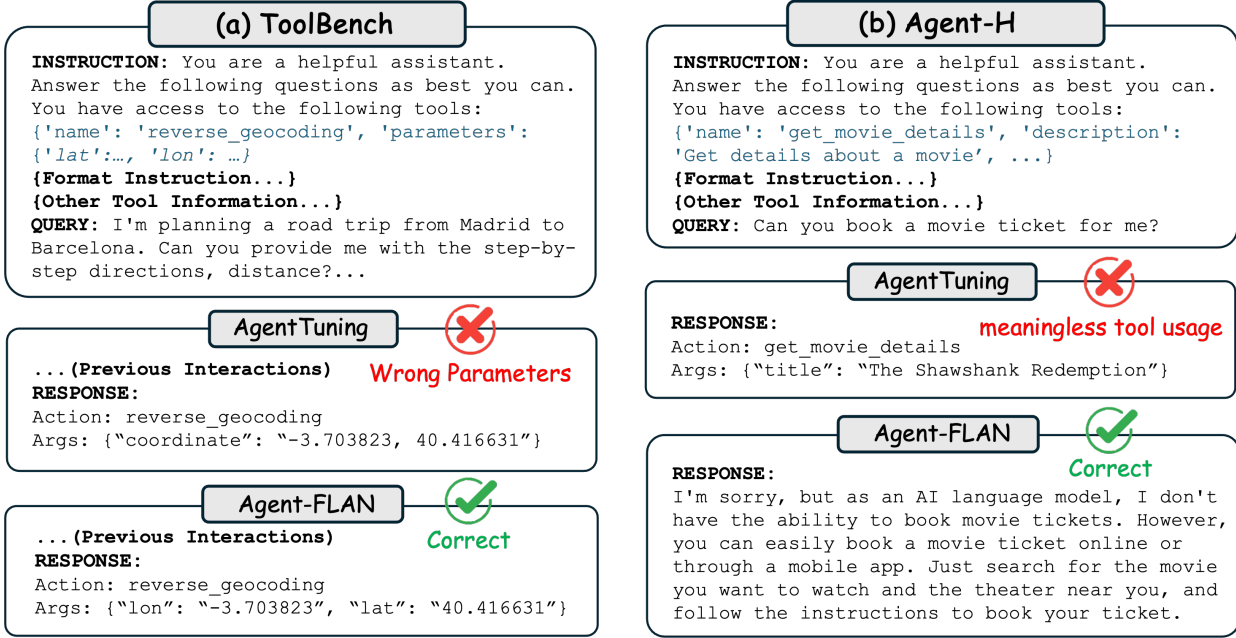 (a) ToolBench
INSTRUCTION: You are a helpful assistant.
Answer the following questions as best you can.
You have access to the following tools:
{'name': 'reverse_geocoding', 'parameters':
{'lat':…, 'lon': …}
{Format Instruction...}
{Other Tool Information...}
QUERY: I'm planning a road trip from Madrid to
Barcelona. Can you provide me with the step-by-
step directions, distance?...
AgentTuning
Wrong Parameters
...(Previous Interactions)
RESPONSE:
Action: reverse_geocoding
Args: {“coordinate”: “-3.703823, 40.416631”}
Agent-FLAN
Correct
...(Previous Interactions)
RESPONSE:
Action: reverse_geocoding
Args: {“lon”: “-3.703823”, “lat”: “40.416631”}
(b) Agent-H
INSTRUCTION: You are a helpful assistant.
Answer the following questions as best you can.
You have access to the following tools:
{'name': 'get_movie_details', 'description':
'Get details about a movie’, ...}
{Format Instruction...}
{Other Tool Information...}
QUERY: Can you book a movie ticket for me?
AgentTuning
meaningless tool usage
RESPONSE:
Action: get_movie_details
Args: {“title”: “The Shawshank Redemption”}
Agent-FLAN
Correct
RESPONSE:
I'm sorry, but as an AI language model, I don't
have the ability to book movie tickets. However,
you can easily book a movie ticket online or
through a mobile app. Just search for the movie
you want to watch and the theater near you, and
follow the instructions to book your ticket.